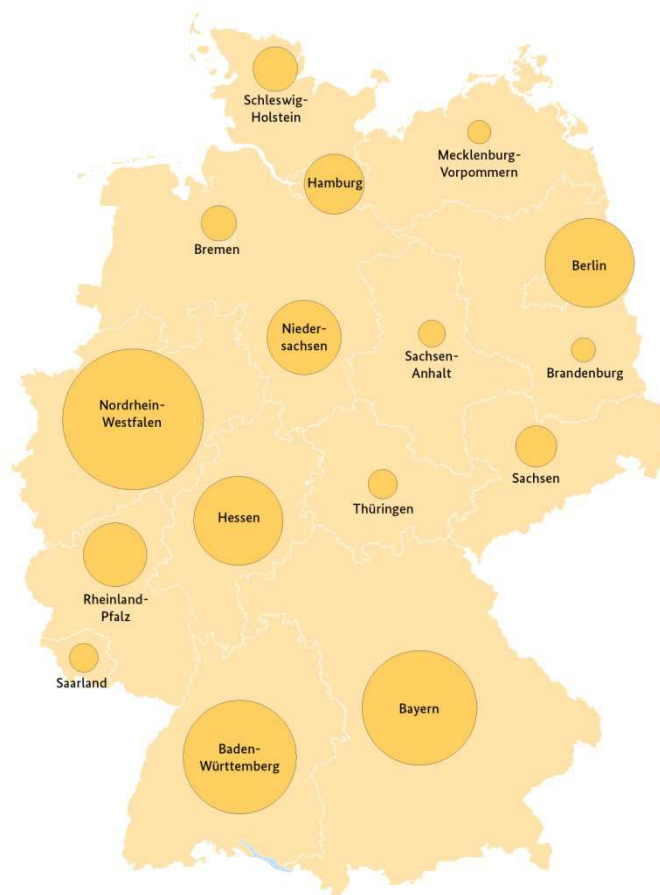 Schleswig-
Holstein
Mecklenburg-
Vorpommern
Hamburg
Bremen
Berlin
Nieder-
sachsen
Sachsen-
Anhalt
Brandenburg
Nordrhein-
Westfalen
Sachsen
Thüringen
Hessen
Rheinland-
Pfalz
Saarland
Bayern
Baden-
Württemberg